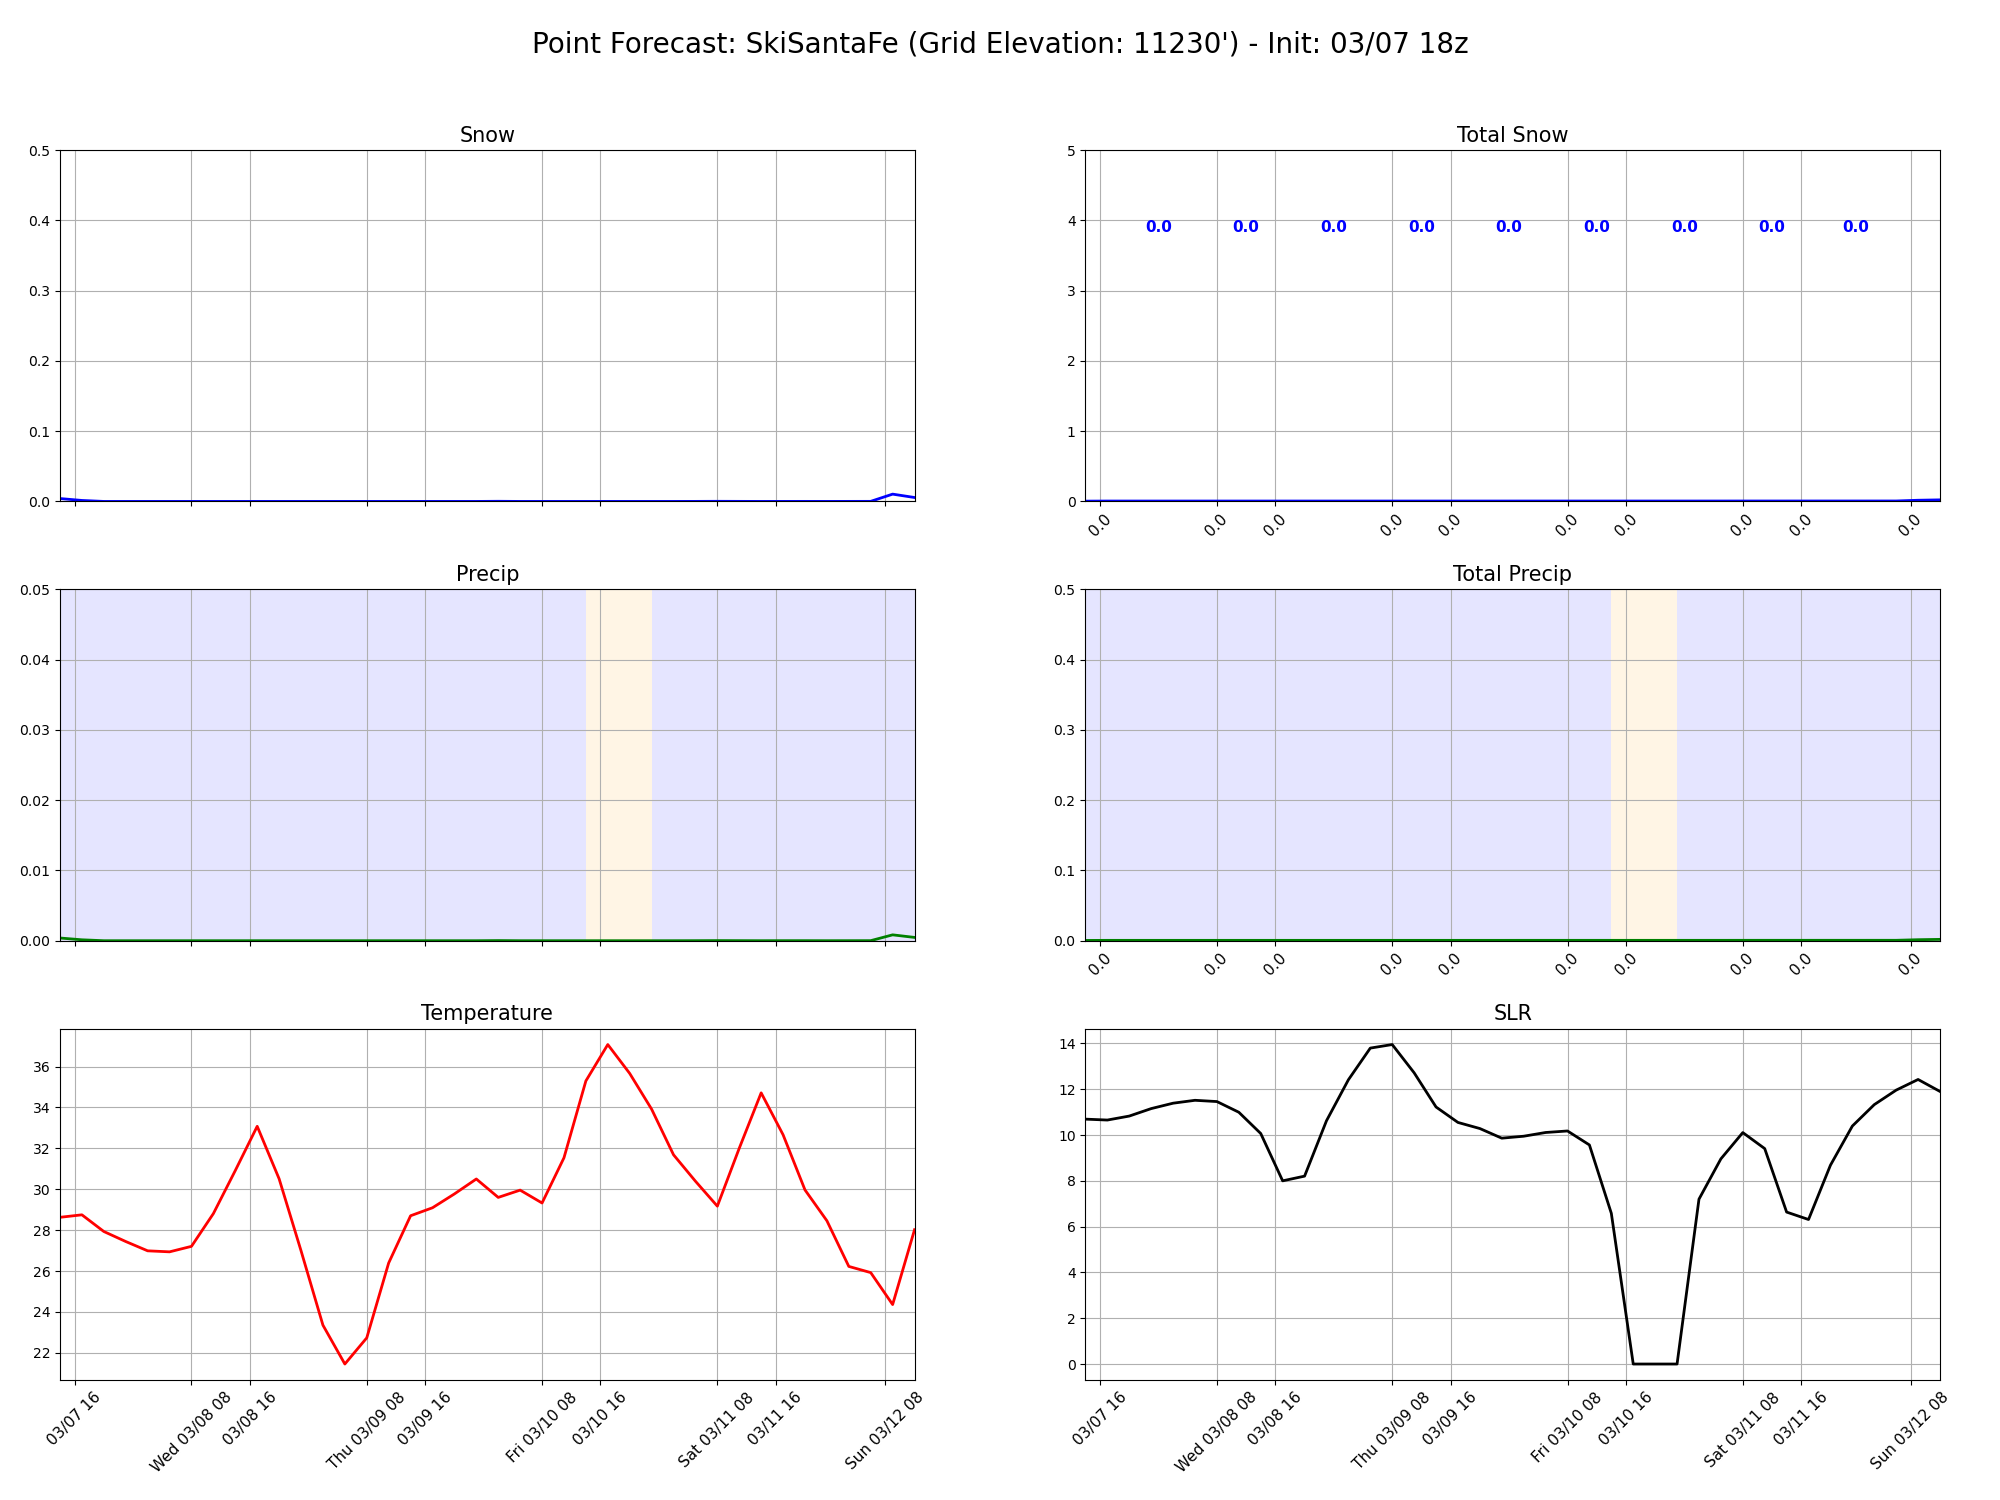 Point Forecast: SkiSantaFe (Grid Elevation: 11230') - Init: 03/07 18z
Snow
0.5
0.4
0.3
0.2
0.1
0.0
Total Snow
5
4
3
2
1
0
0.0 0.0 0.0 0.0 0.0 0.0 0.0 0.0 0.0
0.0 0.0 0.0 0.0 0.0 0.0 0.0 0.0 0.0 0.0
Precip
0.05
0.04
0.03
0.02
0.01
0.00
Total Precip
0.5
0.4
0.3
0.2
0.1
0.0
0.0 0.0 0.0 0.0 0.0 0.0 0.0 0.0 0.0 0.0
Temperature
36
34
32
30
28
26
24
22
03/07 16
Wed 03/08 08
03/08 16
Thu 03/09 08
03/09 16
Fri 03/10 08
03/10 16
Sat 03/11 08
03/11 16
Sun 03/12 08
SLR
14
12
10
8
6
4
2
0
03/07 16
Wed 03/08 08
03/08 16
Thu 03/09 08
03/09 16
Fri 03/10 08
03/10 16
Sat 03/11 08
03/11 16
Sun 03/12 08